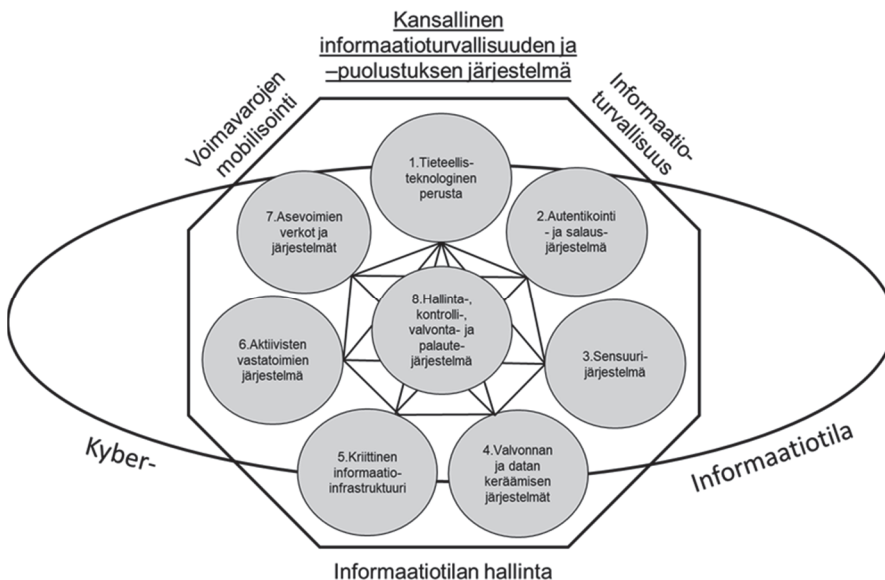 Kansallinen
informaatioturvallisuuden ja
–puolustuksen järjestelmä
Voimavarojen
mobilisointi
Informaatio-
turvallisuus
1.Tieteellis-
teknologinen
perusta
7.Asevoimien
verkot ja
järjestelmät
2.Autentikointi
- ja salaus-
järjestelmä
8.Hallinta-,
kontrolli-,
valvonta- ja
palaute-
järjestelmä
6.Aktiivisten
vastatoimien
järjestelmä
3.Sensuuri-
järjestelmä
5.Kriittinen
informaatio-
infrastruktuuri
4.Valvonnan
ja datan
keräämisen
järjestelmät
Kyber-
Informaatiotila
Informaatiotilan hallinta